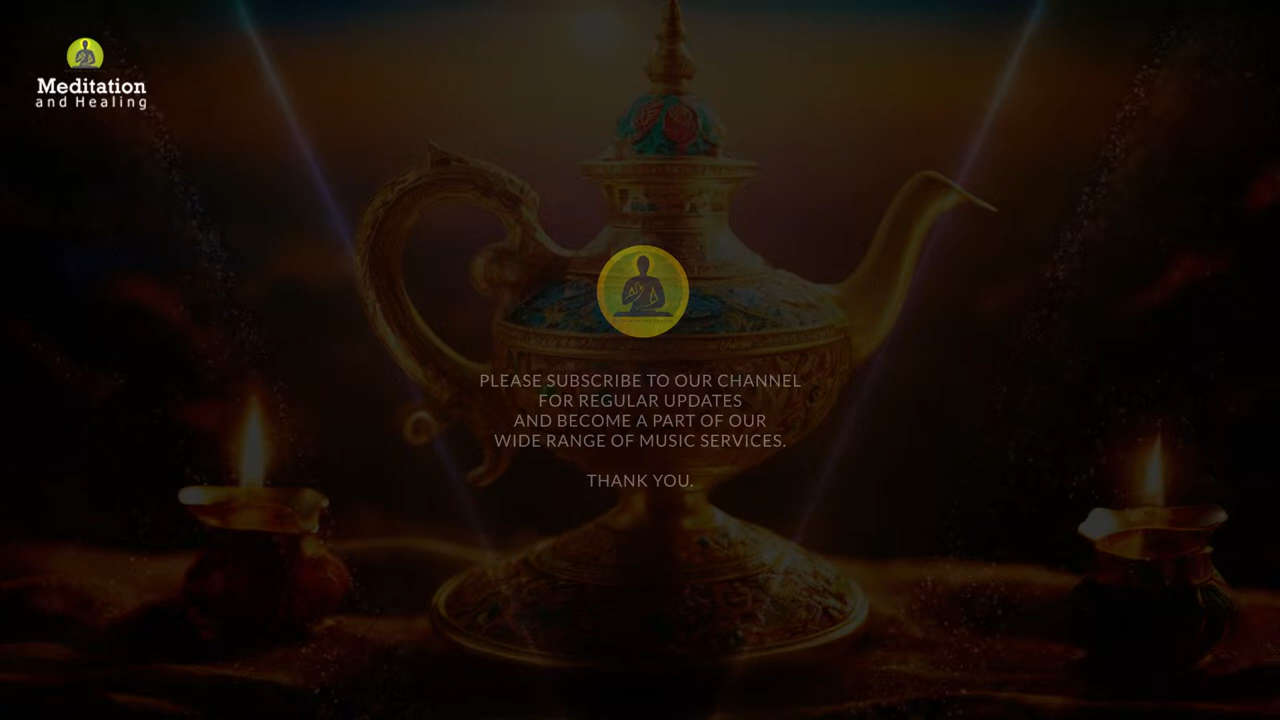 Meditation
and Healing
PLEASE SUBSCRIBE TO OUR CHANNEL
FOR REGULAR UPDATES
AND BECOME A PART OF OUR
WIDE RANGE OF MUSIC SERVICES.
THANK YOU.